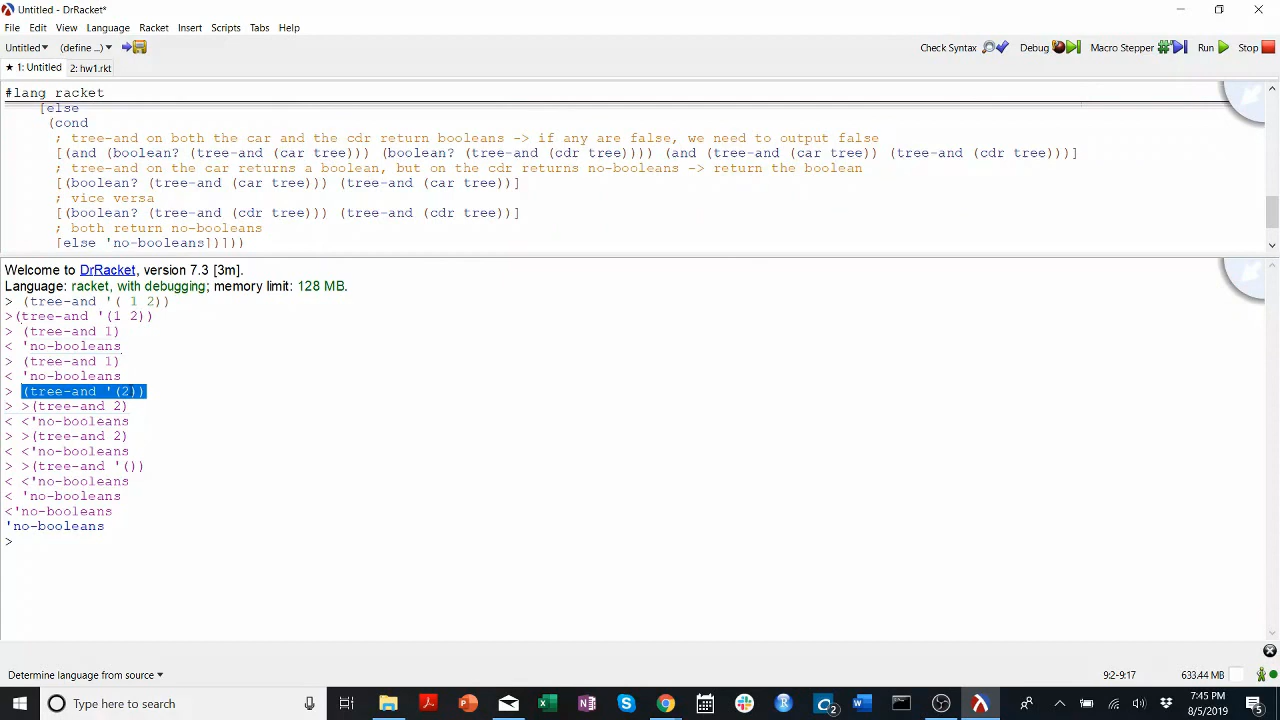 Untitled - DrRacket*
File Edit View Language Racket Insert Scripts Tabs Help
Untitled▾ (define ...)▾ Check Syntax Debug Macro Stepper Run Stop
★ 1: Untitled 2: hw1.rkt
#lang racket
[else
(cond
; tree-and on both the car and the cdr return booleans -> if any are false, we need to output false
[(and (boolean? (tree-and (car tree))) (boolean? (tree-and (cdr tree)))) (and (tree-and (car tree)) (tree-and (cdr tree)))]
; tree-and on the car returns a boolean, but on the cdr returns no-booleans -> return the boolean
[(boolean? (tree-and (car tree))) (tree-and (car tree))]
; vice versa
[(boolean? (tree-and (cdr tree))) (tree-and (cdr tree))]
; both return no-booleans
[else 'no-booleans])]))
Welcome to DrRacket, version 7.3 [3m].
Language: racket, with debugging; memory limit: 128 MB.
> (tree-and '( 1 2))
>(tree-and '(1 2))
> (tree-and 1)
< 'no-booleans
> (tree-and 1)
< 'no-booleans
> (tree-and '(2))
> >(tree-and 2)
< <'no-booleans
> >(tree-and 2)
< <'no-booleans
> >(tree-and '())
< <'no-booleans
< 'no-booleans
<'no-booleans
'no-booleans
>
Determine language from source▾ 9:2-9:17 633.44 MB
Type here to search 7:45 PM
8/5/2019